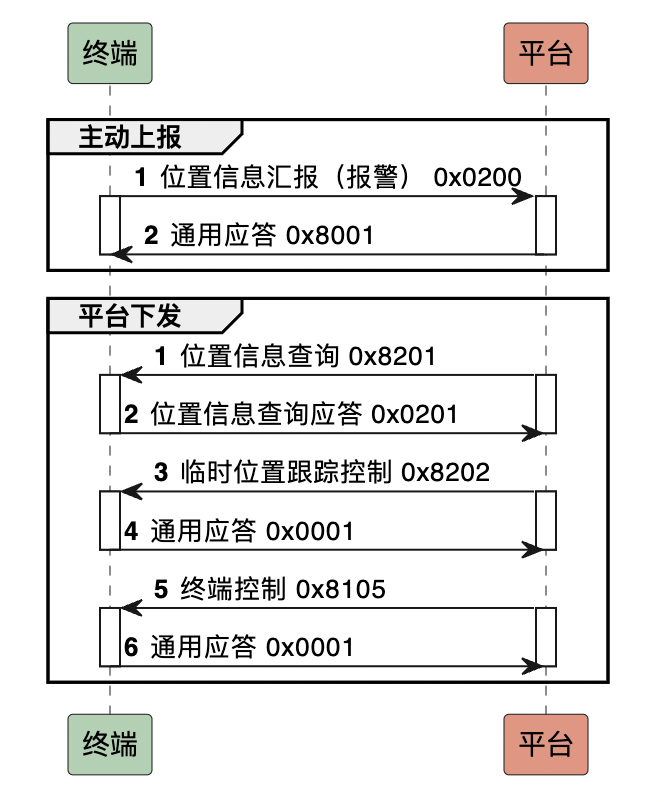 终端 平台
主动上报
1 位置信息汇报（报警） 0x0200
2 通用应答 0x8001
平台下发
1 位置信息查询 0x8201
2 位置信息查询应答 0x0201
3 临时位置跟踪控制 0x8202
4 通用应答 0x0001
5 终端控制 0x8105
6 通用应答 0x0001
终端 平台